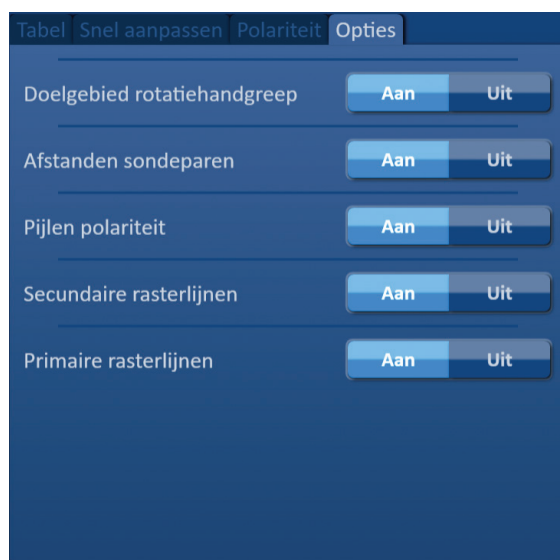 Tabel Snel aanpassen Polariteit Opties
Doelgebied rotatiehandgreep Aan Uit
Afstanden sondeparen Aan Uit
Pijlen polariteit Aan Uit
Secundaire rasterlijnen Aan Uit
Primaire rasterlijnen Aan Uit